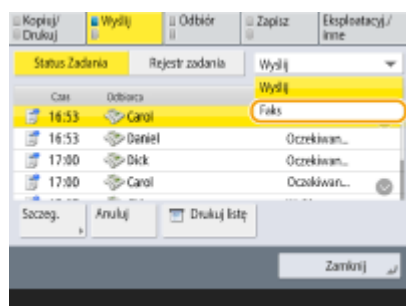 Kopiuj/ Drukuj
Wyślij
Odbiór
Zapisz
Eksploatacyj./ Inne
Status Zadania
Rejestr zadania
Wyślij
Wyślij
Faks
Czas
Odbiorca
16:53 Carol
16:53 Daniel Oczekiwan...
17:00 Dick Oczekiwan...
17:00 Carol Oczekiwan...
Szczeg.
Anuluj
Drukuj listę
Zamknij